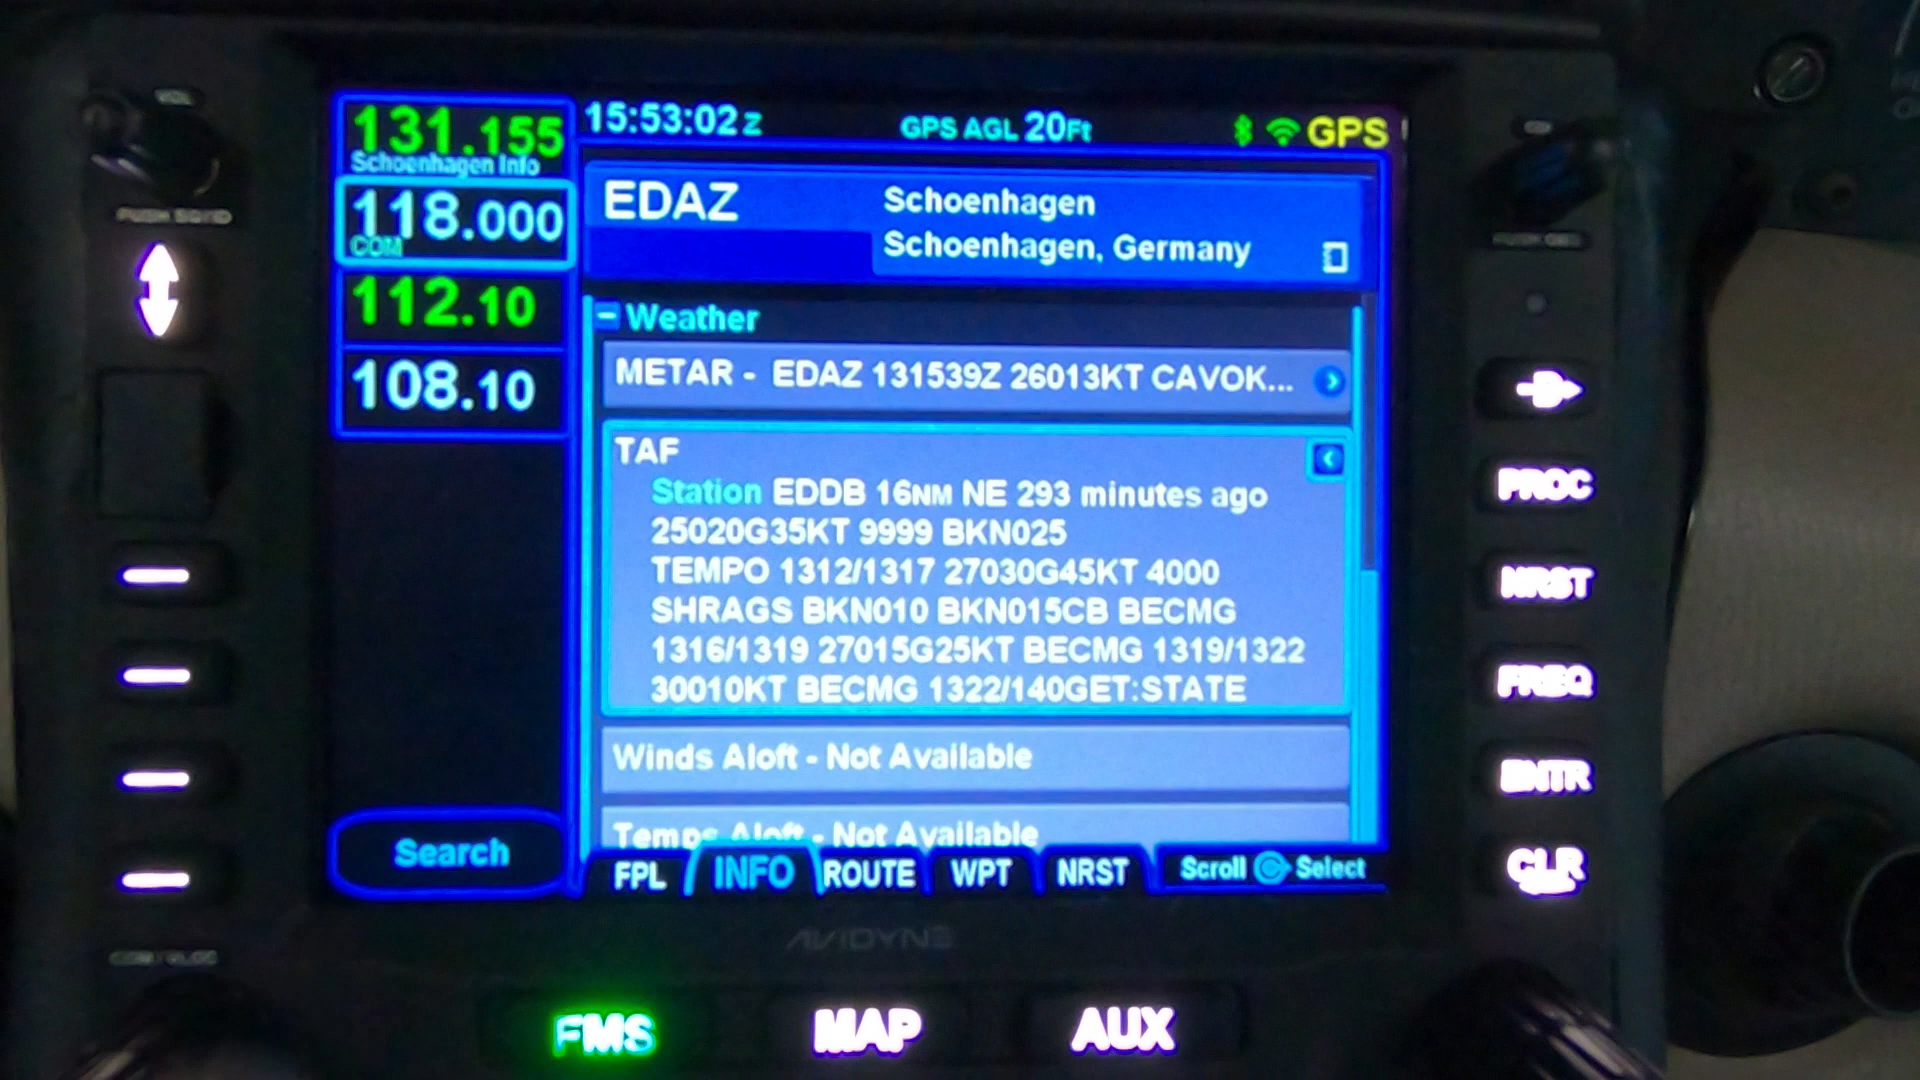 VOL
131.155
Schoenhagen Info
118.000
COM
112.10
108.10
15:53:02Z
GPS AGL 20Ft
GPS
EDAZ
Schoenhagen
Schoenhagen, Germany
Weather
METAR - EDAZ 131539Z 26013KT CAVOK...
TAF
Station EDDB 16NM NE 293 minutes ago
25020G35KT 9999 BKN025
TEMPO 1312/1317 27030G45KT 4000
SHRAGS BKN010 BKN015CB BECMG
1316/1319 27015G25KT BECMG 1319/1322
30010KT BECMG 1322/140GET:STATE
Winds Aloft - Not Available
Temps Aloft - Not Available
Search
FPL
INFO
ROUTE
WPT
NRST
Scroll Select
D
PROC
NRST
FREQ
ENTR
CLR
AVIDYNE
FMS
MAP
AUX